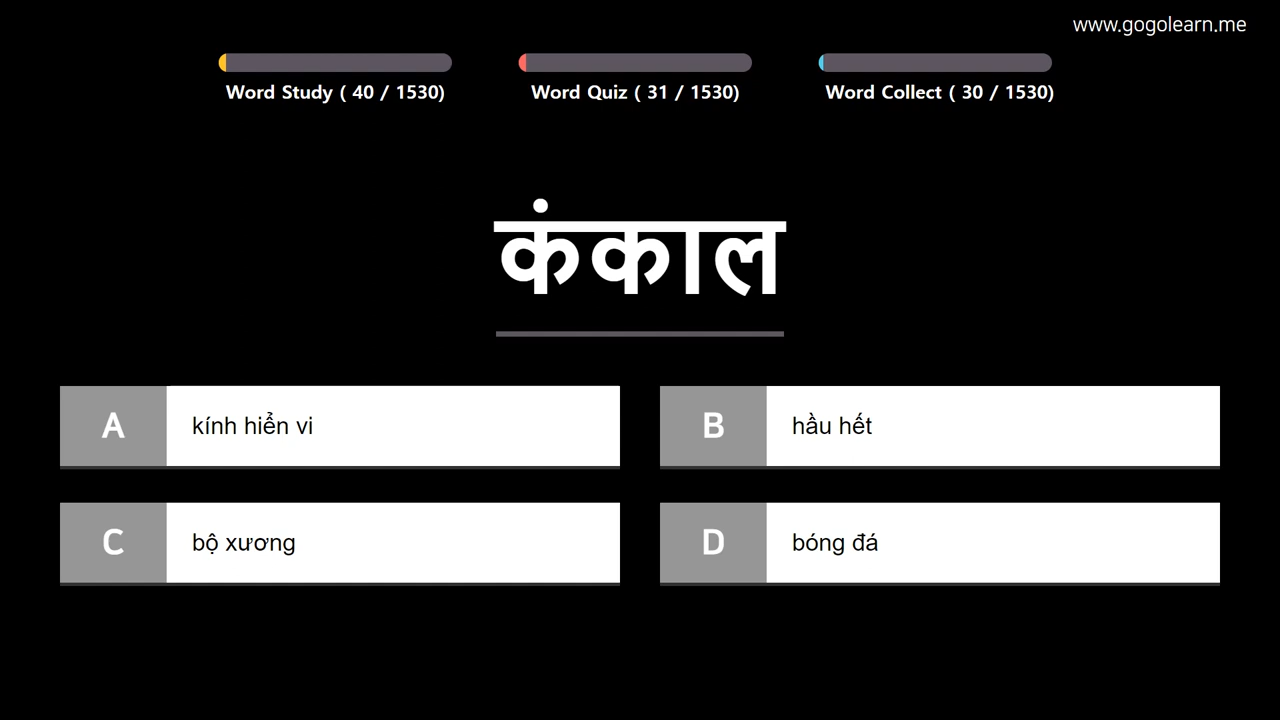 www.gogolearn.me
Word Study ( 40 / 1530)
Word Quiz ( 31 / 1530)
Word Collect ( 30 / 1530)
कंकाल
A kính hiển vi
B hầu hết
C bộ xương
D bóng đá